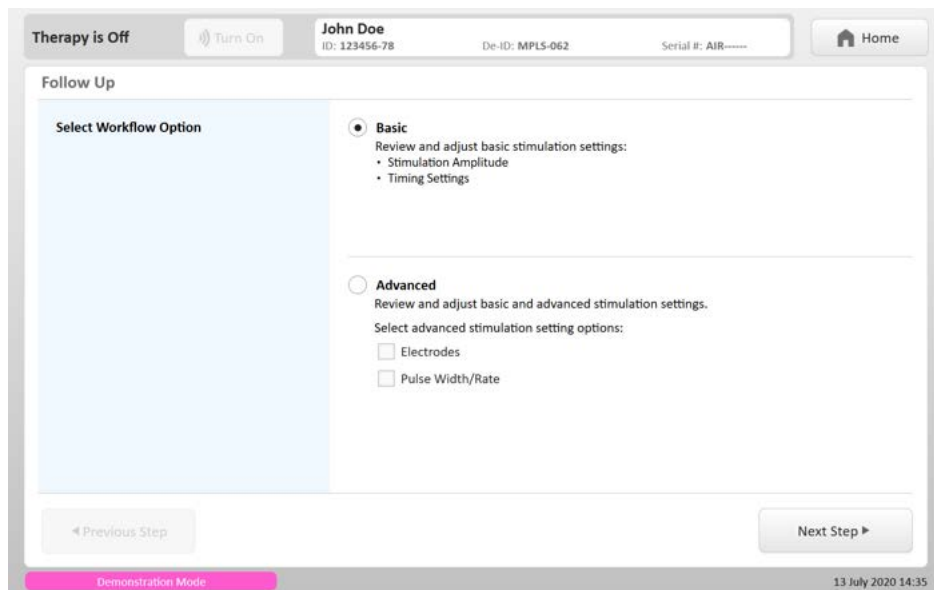 Therapy is Off
Turn On
John Doe
ID: 123456-78 De-ID: MPLS-062 Serial #: AIR------
Home
Follow Up
Select Workflow Option
Basic
Review and adjust basic stimulation settings:
• Stimulation Amplitude
• Timing Settings
Advanced
Review and adjust basic and advanced stimulation settings.
Select advanced stimulation setting options:
Electrodes
Pulse Width/Rate
Previous Step
Next Step
Demonstration Mode
13 July 2020 14:35